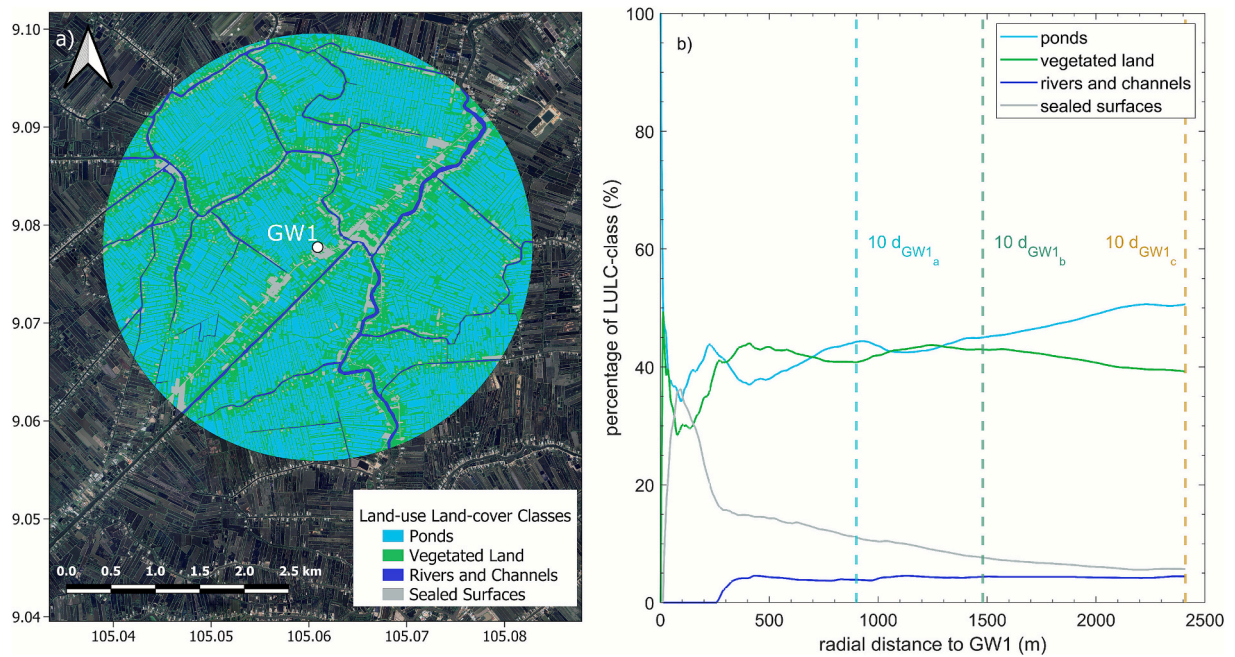 a)
9.10
9.09
9.08
9.07
9.06
9.05
9.04
GW1
Land-use Land-cover Classes
Ponds
Vegetated Land
Rivers and Channels
Sealed Surfaces
0.0 0.5 1.0 1.5 2.0 2.5 km
105.04 105.05 105.06 105.07 105.08
b)
percentage of LULC-class (%)
100
80
60
40
20
0
ponds
vegetated land
rivers and channels
sealed surfaces
10 d GW1 a
10 d GW1 b
10 d GW1 c
0 500 1000 1500 2000 2500
radial distance to GW1 (m)